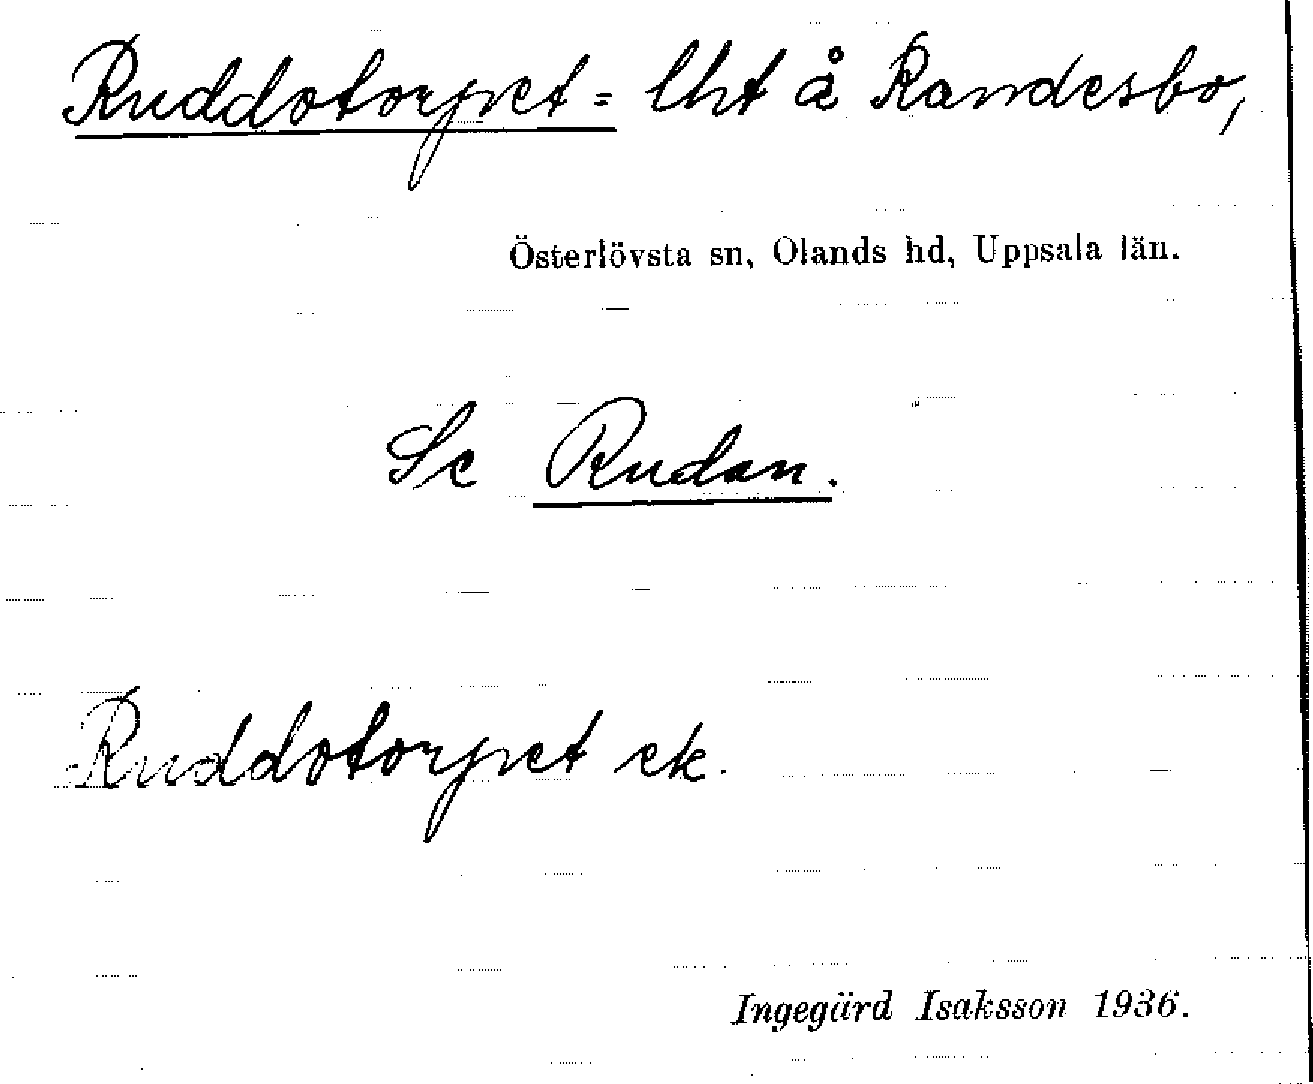 Ruddotorpet = lht å Randesbo,
Österlövsta sn, Olands hd, Uppsala län.
Se Rudan.
Ruddotorpet ek.
Ingegärd Isaksson 1936.